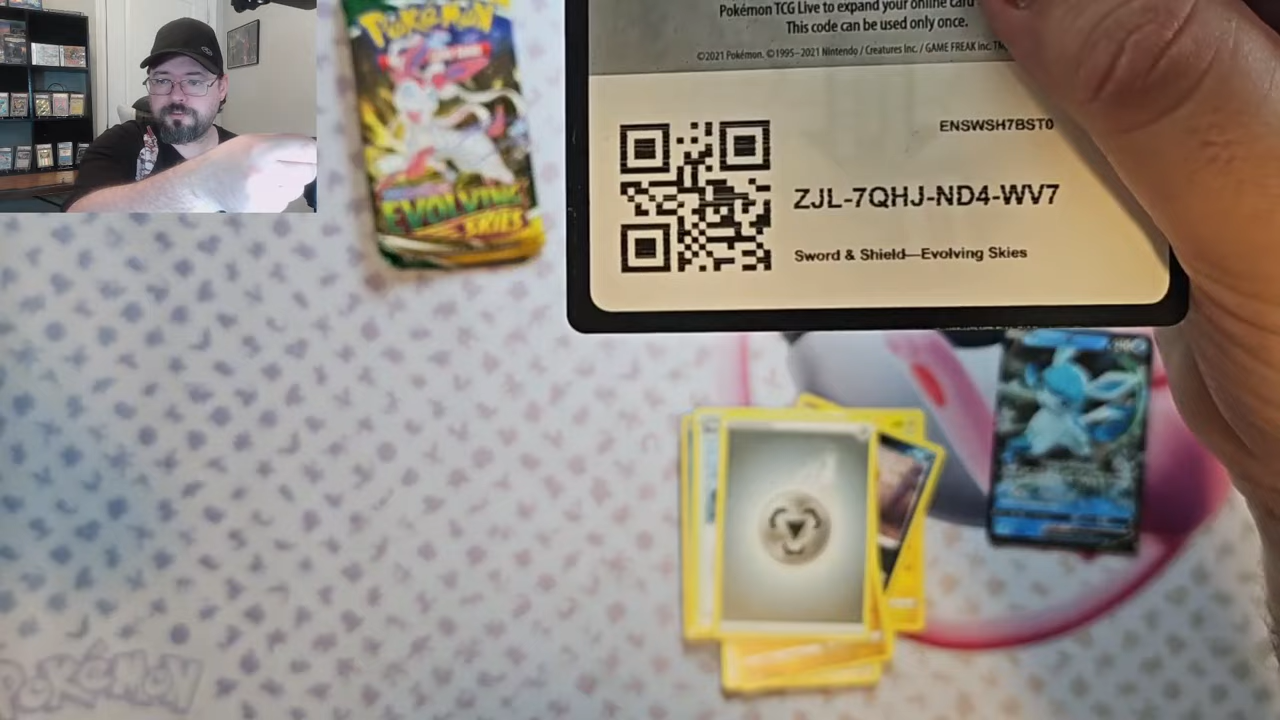 Pokémon
EVOLVING
SKIES
Pokémon TCG Live to expand your online card
This code can be used only once.
©2021 Pokémon. ©1995–2021 Nintendo / Creatures Inc. / GAME FREAK inc.
ENSWSH7BST0
ZJL-7QHJ-ND4-WV7
Sword & Shield—Evolving Skies
POKÉMON